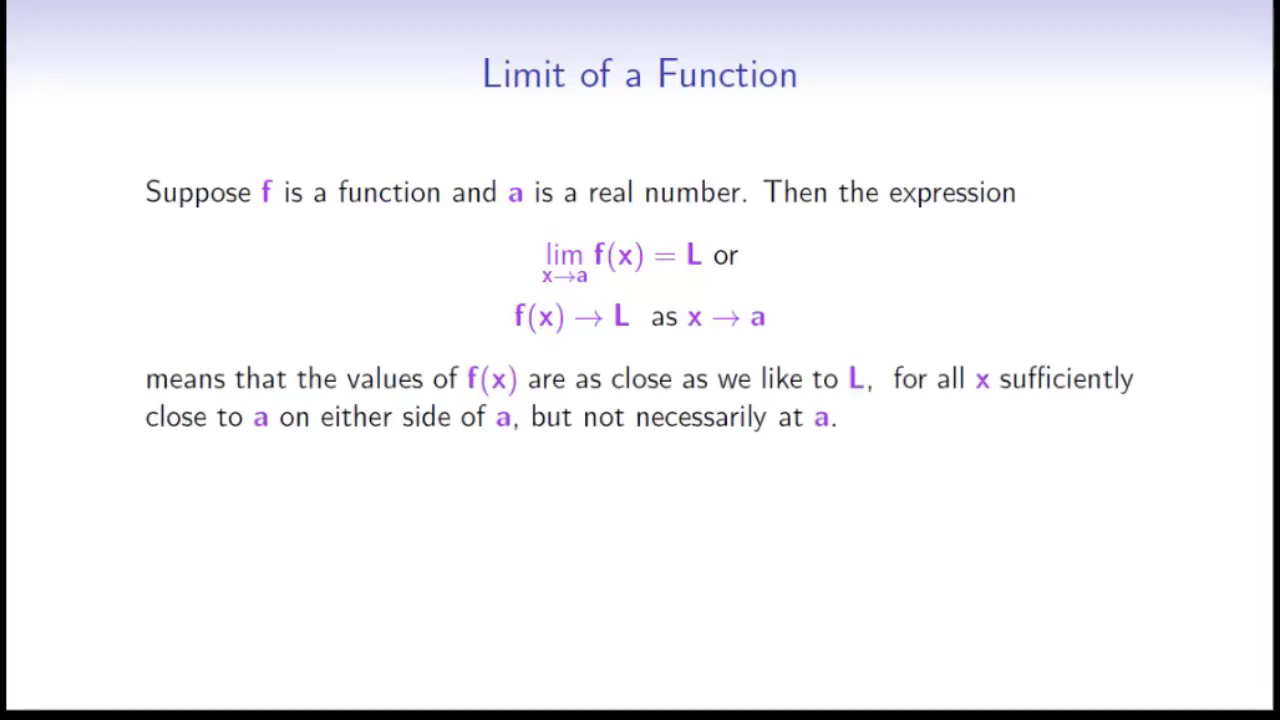 Limit of a Function
Suppose f is a function and a is a real number. Then the expression
lim f(x) = L or
x→a
f(x) → L as x → a
means that the values of f(x) are as close as we like to L, for all x sufficiently
close to a on either side of a, but not necessarily at a.